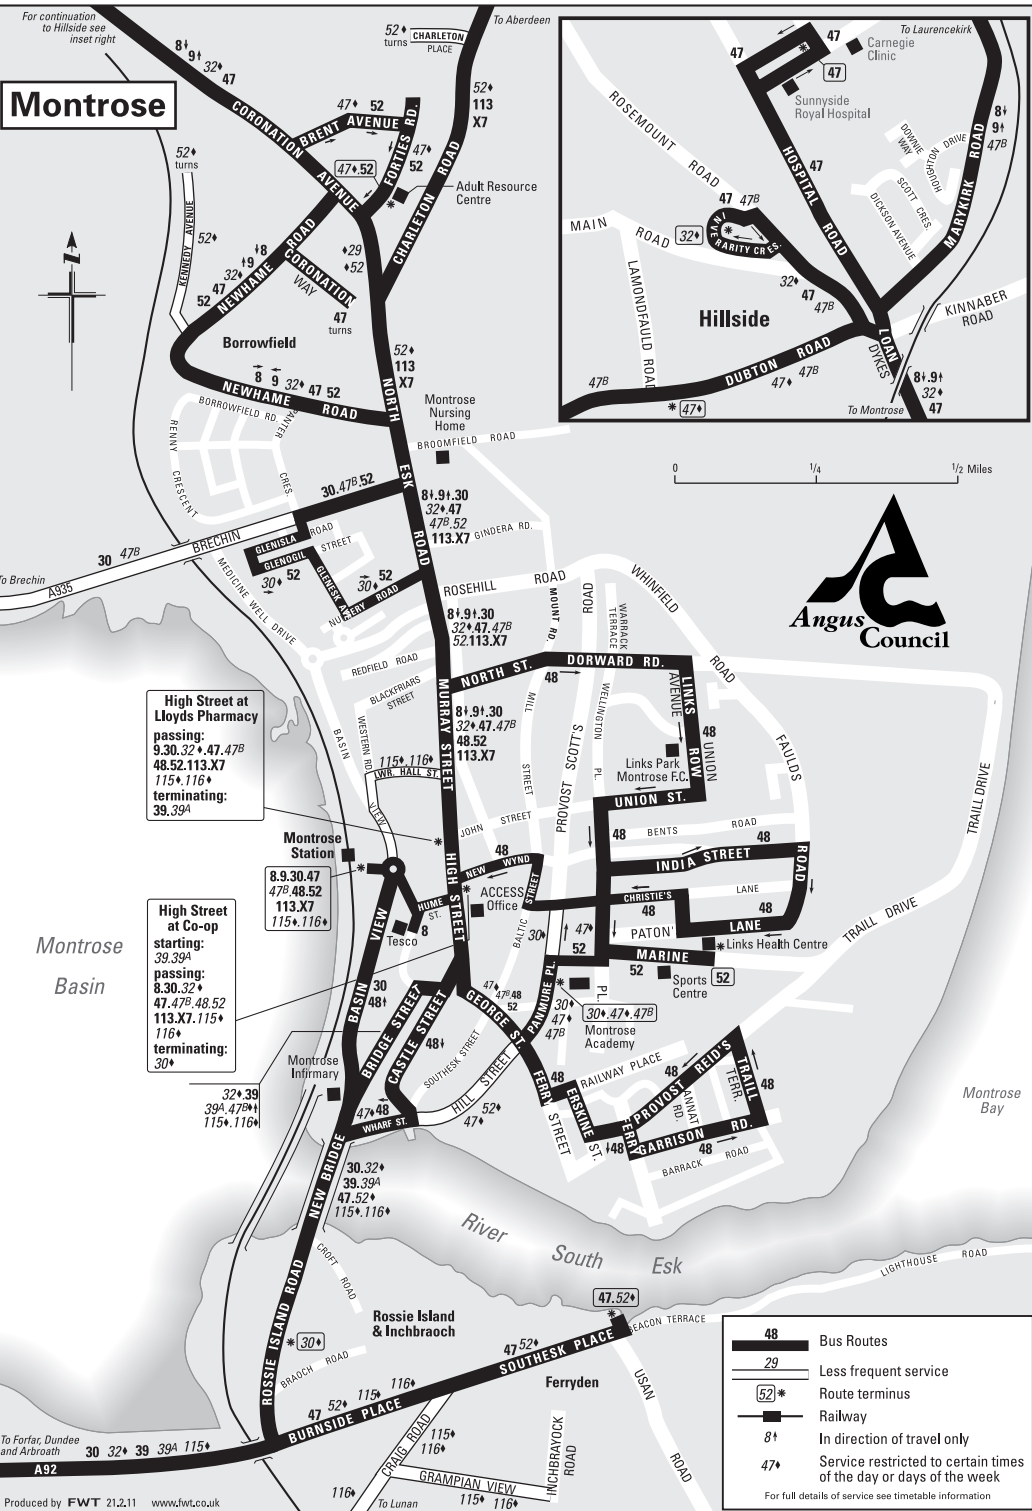 For continuation
to Hillside see
inset right
Montrose
8↓
9↑
32♦
47
CORONATION
AVENUE
47♦ 52
BRENT AVENUE
FORTIES RD.
47♦
52
47♦.52
Adult Resource
Centre
52♦
turns
CHARLETON
PLACE
To Aberdeen
52♦
113
X7
CHARLETON ROAD
52♦
turns
KENNEDY AVENUE
52♦
52
47
32♦
↑9
↓8
NEWHAME ROAD
CORONATION
WAY
47
turns
♦29
♦52
Borrowfield
8 9 32♦ 47 52
NEWHAME ROAD
BORROWFIELD RD.
PANTER
CRES.
RENNY
CRESCENT
52♦
113
X7
NORTH
ESK
ROAD
Montrose
Nursing
Home
BROOMFIELD ROAD
30.47B.52
8↓.9↑.30
32♦.47
47B.52
113.X7
GINDERA RD.
BRECHIN
ROAD
30 47B
To Brechin
A935
GLENISLA
GLENOGIL
STREET
30♦ 52
GLENESK AV.
30♦ 52
NURSERY ROAD
MEDICINE WELL DRIVE
ROSEHILL ROAD
8↓.9↑.30
32♦.47.47B
52.113.X7
MOUNT RD.
WARRACK
TERRACE
WHINFIELD
ROAD
REDFIELD ROAD
BLACKFRIARS
STREET
WESTERN RD.
MURRAY STREET
NORTH ST.
DORWARD RD.
48
8↓.9↑.30
32♦.47.47B
48.52
113.X7
115♦.116♦
LWR. HALL ST.
BASIN
VIEW
MILL
STREET
PROVOST SCOTT'S
ROAD
WELLINGTON
PL.
LINKS
AVENUE
LINKS
ROW
48
UNION
Links Park
Montrose F.C.
UNION ST.
FAULDS
ROAD
TRAILL DRIVE
TRAILL DRIVE
High Street at
Lloyds Pharmacy
passing:
9.30.32♦.47.47B
48.52.113.X7
115♦.116♦
terminating:
39.39A
JOHN STREET
48
BENTS ROAD
48
INDIA STREET
Montrose
Station
8.9.30.47
47B.48.52
113.X7
115♦.116♦
HIGH STREET
48
NEW WYND
HUME
ST.
ACCESS
Office
BALTIC
STREET
CHRISTIE'S
LANE
48
PATON'
LANE
48
Tesco
8
High Street
at Co-op
starting:
39.39A
passing:
8.30.32♦
47.47B.48.52
113.X.7.115♦
116♦
terminating:
30♦
Montrose
Basin
BASIN VIEW
30
48↑
30♦
47♦
52
MARINE
52
52
Links Health Centre
Sports
Centre
PL.
PANMURE PL.
30♦
47♦
47B
30♦.47♦.47B
Montrose
Academy
GEORGE ST.
47♦
47B.48
52
BRIDGE STREET
CASTLE STREET
48↓
SOUTHESK STREET
HILL STREET
52♦
47♦
48
FERRY
STREET
ERSKINE
ST.
RAILWAY PLACE
48
PROVOST REID'S
ANNAT
RD.
TRAILL
TERR.
48
FERRY
GARRISON RD.
↓48
48
BARRACK ROAD
Montrose
Infirmary
32♦.39
39A.47B♦↑
115♦.116♦
47♦ 48
WHARF ST.
NEW BRIDGE
30.32♦
39.39A
47.52♦
115♦.116♦
Montrose
Bay
River South Esk
LIGHTHOUSE ROAD
CROFT
ROAD
ROSSIE ISLAND ROAD
30♦
BRAOCH ROAD
Rossie Island
& Inchbraoch
47.52♦
BEACON TERRACE
47 52♦
SOUTHESK PLACE
Ferryden
USAN
ROAD
47 52♦ 115♦ 116♦
BURNSIDE PLACE
To Forfar, Dundee
and Arbroath
30 32♦ 39 39A 115♦
A92
CRAIG ROAD
115♦
116♦
GRAMPIAN VIEW
115♦ 116♦
INCHBRAYOCK
ROAD
116♦
To Lunan
Produced by FWT 21.2.11 www.fwt.co.uk
47
47
47
Carnegie
Clinic
Sunnyside
Royal Hospital
To Laurencekirk
ROSEMOUNT ROAD
HOSPITAL ROAD
47
DOWNIE
WAY
HOUGHTON DRIVE
SCOTT CRES.
DICKSON AVENUE
8↓
9↑
47B
MARYKIRK ROAD
MAIN ROAD
47 47B
INVERARITY CRES.
32♦
32♦
47
47B
LAMONDFAULD ROAD
Hillside
KINNABER
ROAD
LOAN
DYKES
47B
DUBTON ROAD
47♦ 47B
47♦
8↓.9↑
32♦
47
To Montrose
0 1/4 1/2 Miles
Angus
Council
48 Bus Routes
29 Less frequent service
52 * Route terminus
Railway
8↑ In direction of travel only
47♦ Service restricted to certain times
of the day or days of the week
For full details of service see timetable information